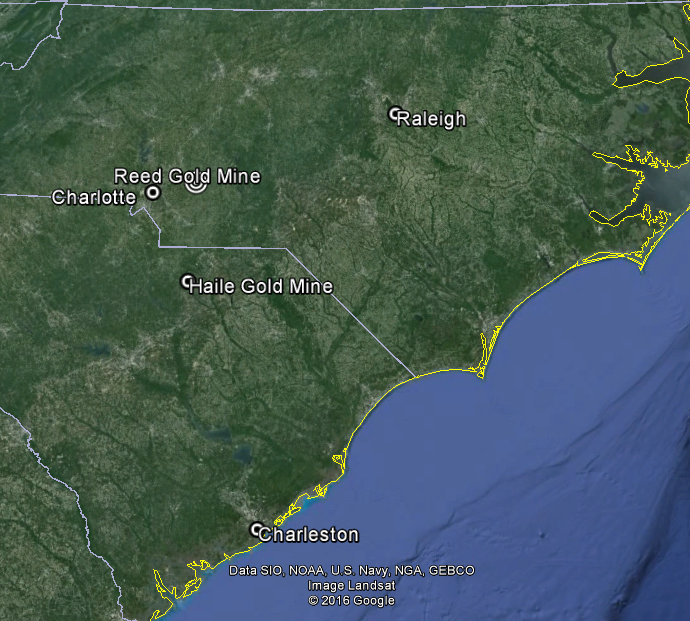 Raleigh
Reed Gold Mine
Charlotte
Haile Gold Mine
Charleston
Data SIO, NOAA, U.S. Navy, NGA, GEBCO
Image Landsat
© 2016 Google